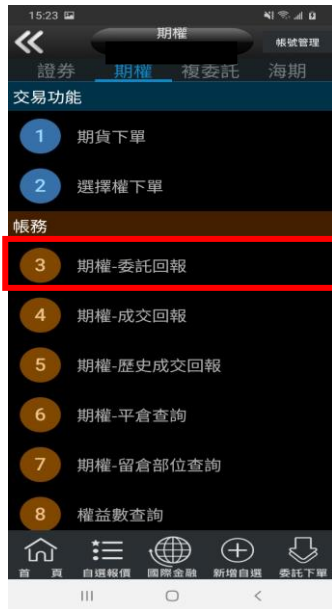 15:23
期權
帳號管理
證券 期權 複委託 海期
交易功能
1 期貨下單
2 選擇權下單
帳務
3 期權-委託回報
4 期權-成交回報
5 期權-歷史成交回報
6 期權-平倉查詢
7 期權-留倉部位查詢
8 權益數查詢
首 頁 自選報價 國際金融 新增自選 委託下單